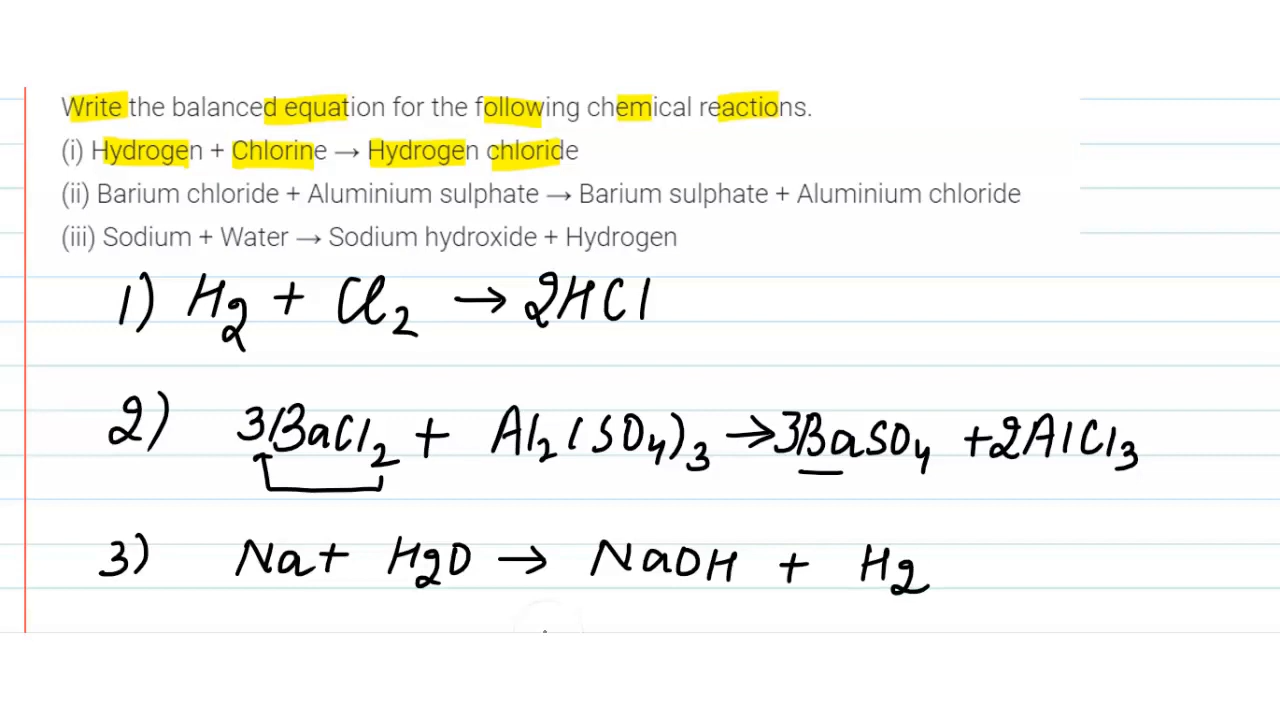 Write the balanced equation for the following chemical reactions.
(i) Hydrogen + Chlorine → Hydrogen chloride
(ii) Barium chloride + Aluminium sulphate → Barium sulphate + Aluminium chloride
(iii) Sodium + Water → Sodium hydroxide + Hydrogen
1) H₂ + Cl₂ → 2HCl
2) 3BaCl₂ + Al₂(SO₄)₃ → 3BaSO₄ + 2AlCl₃
3) Na + H₂O → NaOH + H₂